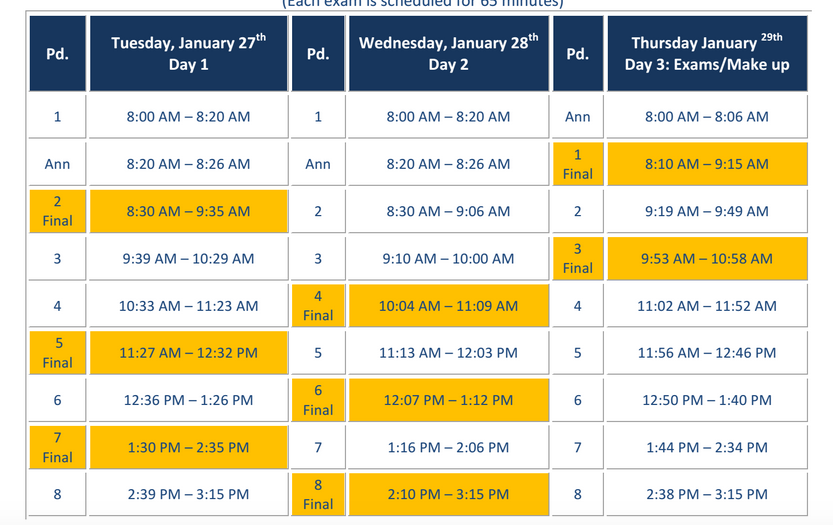 (Each exam is scheduled for 65 minutes)
Pd. Tuesday, January 27th Day 1 Pd. Wednesday, January 28th Day 2 Pd. Thursday January 29th Day 3: Exams/Make up
1 8:00 AM – 8:20 AM 1 8:00 AM – 8:20 AM Ann 8:00 AM – 8:06 AM
Ann 8:20 AM – 8:26 AM Ann 8:20 AM – 8:26 AM 1 Final 8:10 AM – 9:15 AM
2 Final 8:30 AM – 9:35 AM 2 8:30 AM – 9:06 AM 2 9:19 AM – 9:49 AM
3 9:39 AM – 10:29 AM 3 9:10 AM – 10:00 AM 3 Final 9:53 AM – 10:58 AM
4 10:33 AM – 11:23 AM 4 Final 10:04 AM – 11:09 AM 4 11:02 AM – 11:52 AM
5 Final 11:27 AM – 12:32 PM 5 11:13 AM – 12:03 PM 5 11:56 AM – 12:46 PM
6 12:36 PM – 1:26 PM 6 Final 12:07 PM – 1:12 PM 6 12:50 PM – 1:40 PM
7 Final 1:30 PM – 2:35 PM 7 1:16 PM – 2:06 PM 7 1:44 PM – 2:34 PM
8 2:39 PM – 3:15 PM 8 Final 2:10 PM – 3:15 PM 8 2:38 PM – 3:15 PM